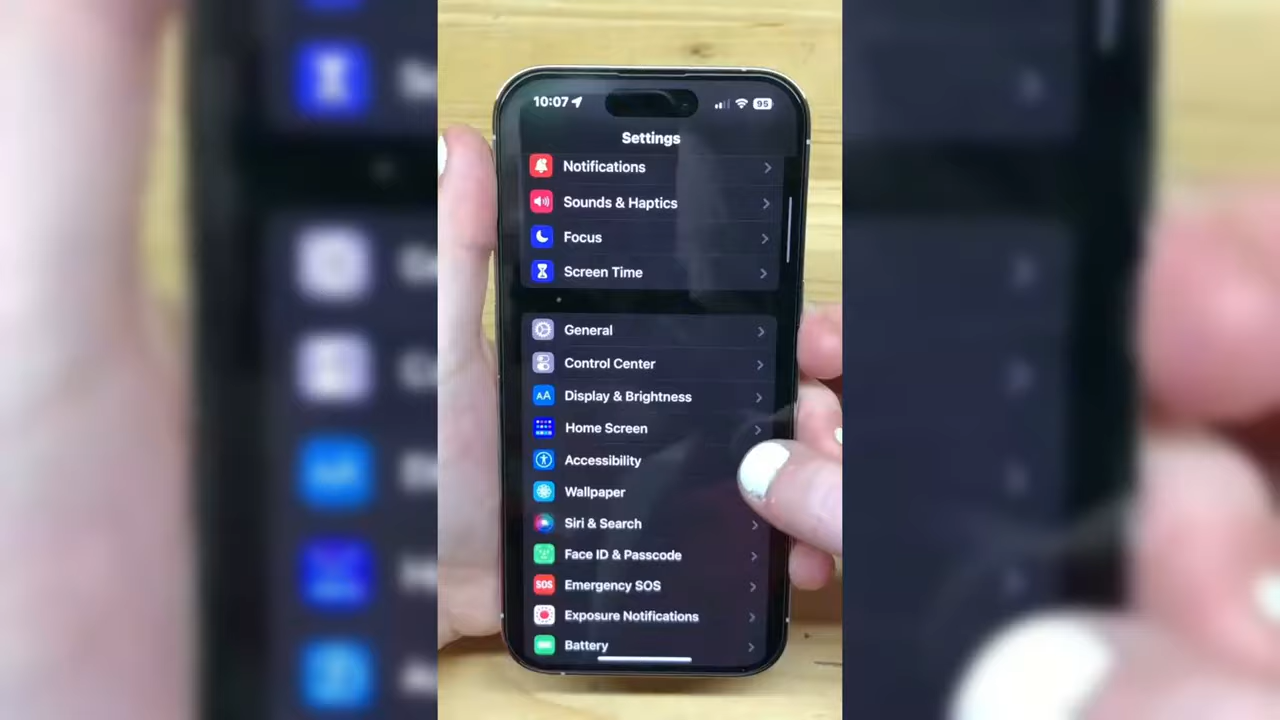 10:07
95
Settings
Notifications
Sounds & Haptics
Focus
Screen Time
General
Control Center
AA
Display & Brightness
Home Screen
Accessibility
Wallpaper
Siri & Search
Face ID & Passcode
SOS
Emergency SOS
Exposure Notifications
Battery